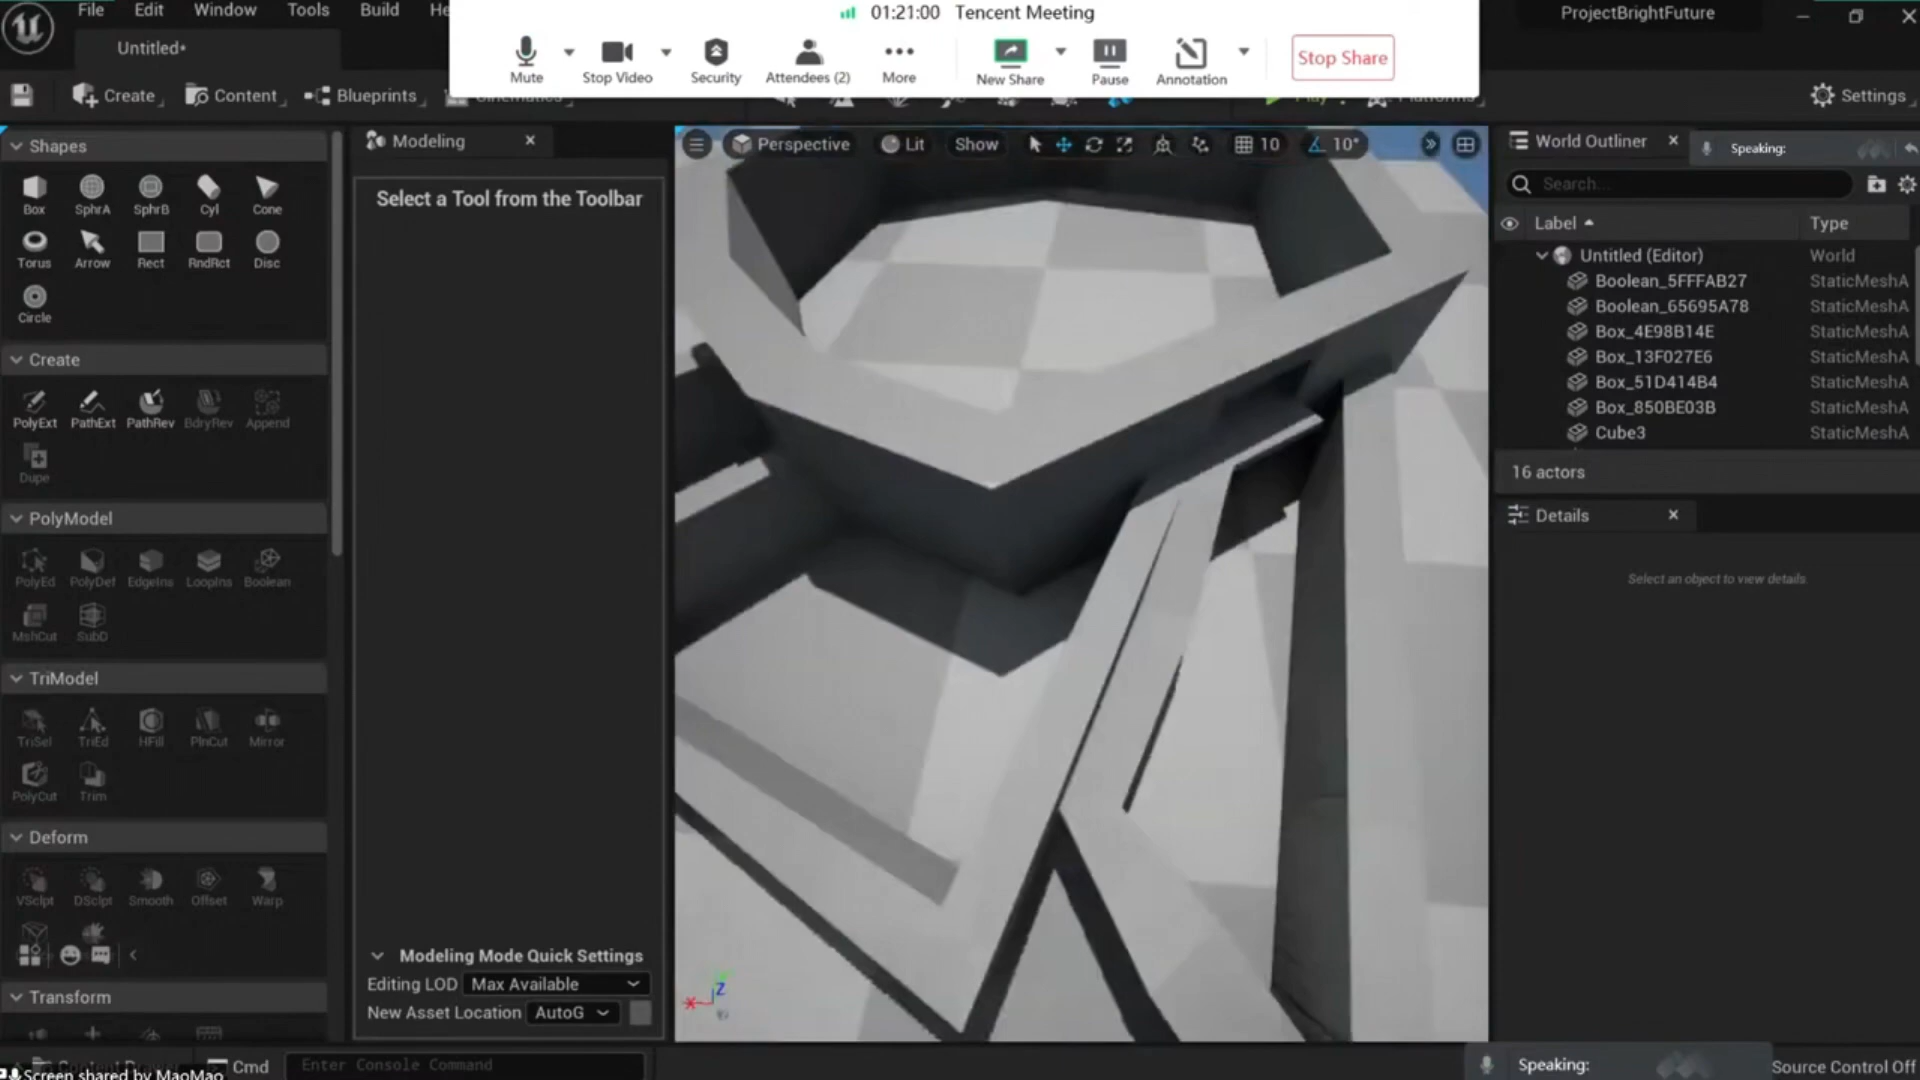 File Edit Window Tools Build He
01:21:00 Tencent Meeting
ProjectBrightFuture
Untitled*
Mute Stop Video Security Attendees (2) More New Share Pause Annotation Stop Share
Create Content Blueprints
Settings
Shapes
Modeling
Perspective Lit Show 10 10°
World Outliner
Speaking:
Box SphrA SphrB Cyl Cone
Select a Tool from the Toolbar
Search...
Label Type
Torus Arrow Rect RndRct Disc
Untitled (Editor) World
Boolean_5FFFAB27 StaticMeshA
Circle
Boolean_65695A78 StaticMeshA
Box_4E98B14E StaticMeshA
Create
Box_13F027E6 StaticMeshA
Box_51D414B4 StaticMeshA
PolyExt PathExt PathRev BdryRev Append
Box_850BE03B StaticMeshA
Cube3 StaticMeshA
Dupe
16 actors
PolyModel
Details
PolyEd PolyDef EdgeIns LoopIns Boolean
Select an object to view details.
MshCut SubD
TriModel
TriSel TriEd HFill PlnCut Mirror
PolyCut Trim
Deform
VSclpt DSclpt Smooth Offset Warp
Modeling Mode Quick Settings
Editing LOD Max Available
Transform
New Asset Location AutoG
Z
Cmd Enter Console Command
Speaking:
Source Control Off
Screen shared by MaoMao